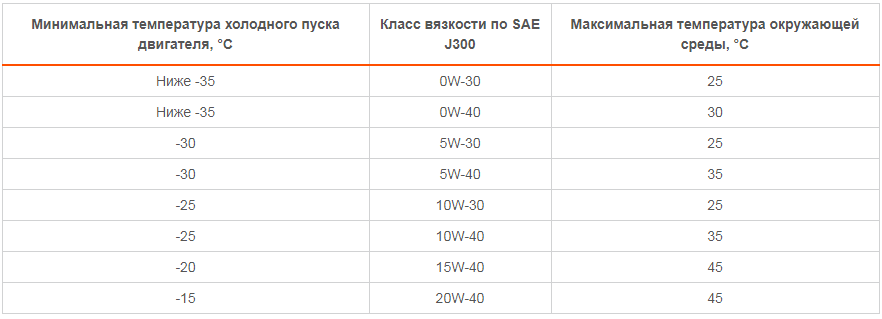 Минимальная температура холодного пуска двигателя, °C Класс вязкости по SAE J300 Максимальная температура окружающей среды, °C
Ниже -35 0W-30 25
Ниже -35 0W-40 30
-30 5W-30 25
-30 5W-40 35
-25 10W-30 25
-25 10W-40 35
-20 15W-40 45
-15 20W-40 45